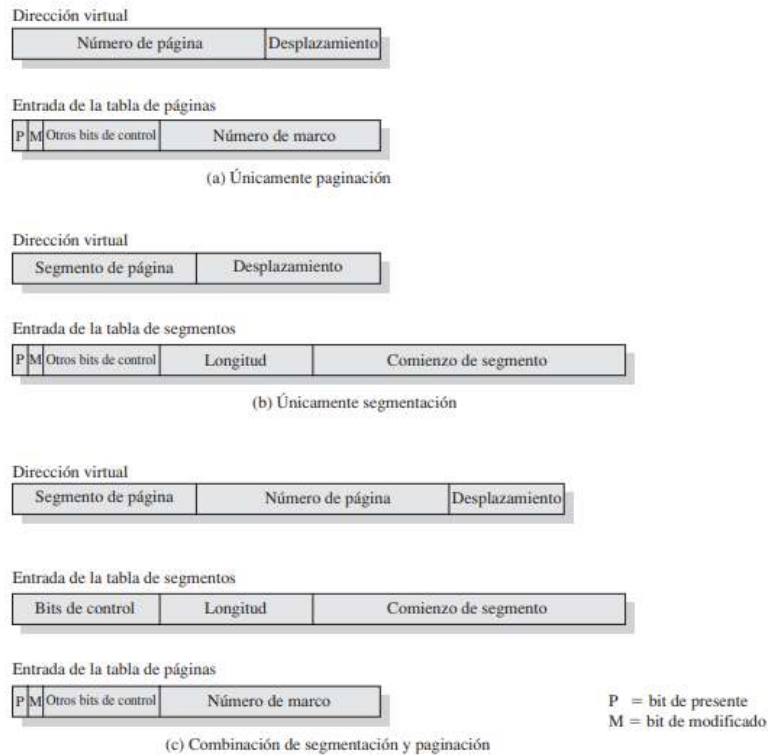 Dirección virtual
Número de página Desplazamiento
Entrada de la tabla de páginas
P M Otros bits de control Número de marco
(a) Únicamente paginación
Dirección virtual
Segmento de página Desplazamiento
Entrada de la tabla de segmentos
P M Otros bits de control Longitud Comienzo de segmento
(b) Únicamente segmentación
Dirección virtual
Segmento de página Número de página Desplazamiento
Entrada de la tabla de segmentos
Bits de control Longitud Comienzo de segmento
Entrada de la tabla de páginas
P M Otros bits de control Número de marco
P = bit de presente
M = bit de modificado
(c) Combinación de segmentación y paginación